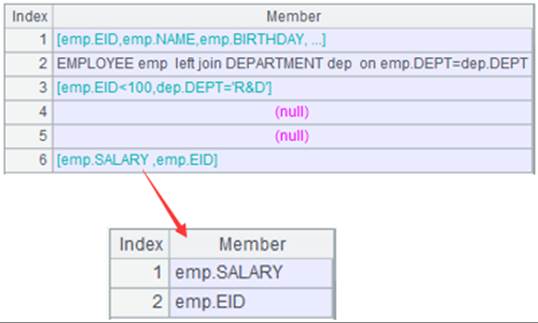 Index Member
1 [emp.EID,emp.NAME,emp.BIRTHDAY, ...]
2 EMPLOYEE emp left join DEPARTMENT dep on emp.DEPT=dep.DEPT
3 [emp.EID<100,dep.DEPT='R&D']
4 (null)
5 (null)
6 [emp.SALARY ,emp.EID]
Index Member
1 emp.SALARY
2 emp.EID